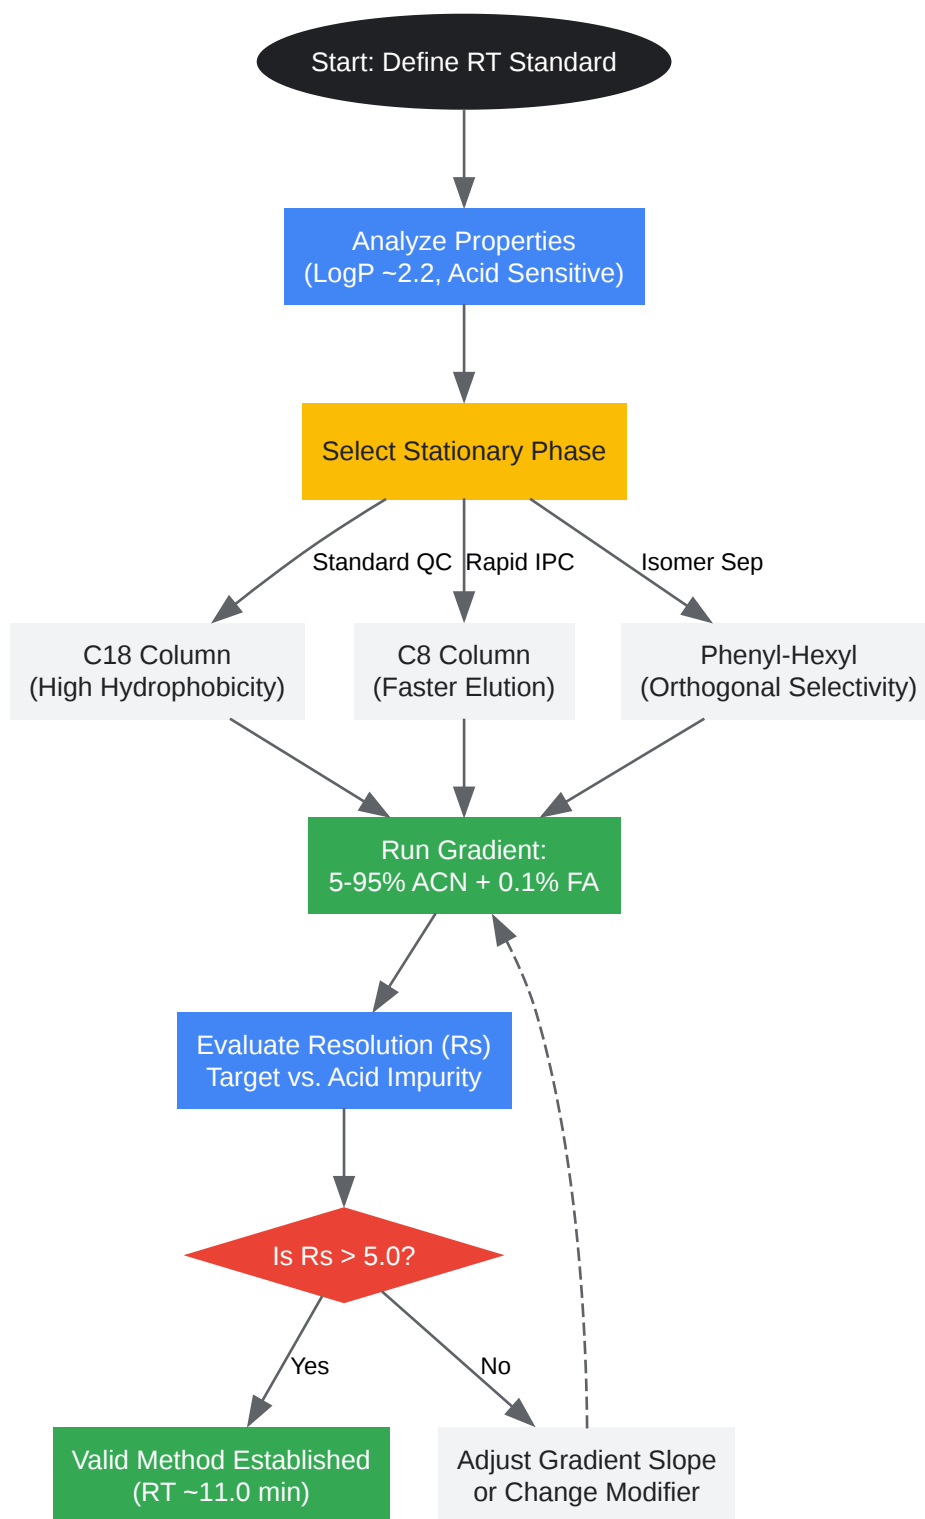 Start: Define RT Standard
Analyze Properties
(LogP ~2.2, Acid Sensitive)
Select Stationary Phase
Standard QC
Rapid IPC
Isomer Sep
C18 Column
(High Hydrophobicity)
C8 Column
(Faster Elution)
Phenyl-Hexyl
(Orthogonal Selectivity)
Run Gradient:
5-95% ACN + 0.1% FA
Evaluate Resolution (Rs)
Target vs. Acid Impurity
Is Rs > 5.0?
Yes
No
Valid Method Established
(RT ~11.0 min)
Adjust Gradient Slope
or Change Modifier